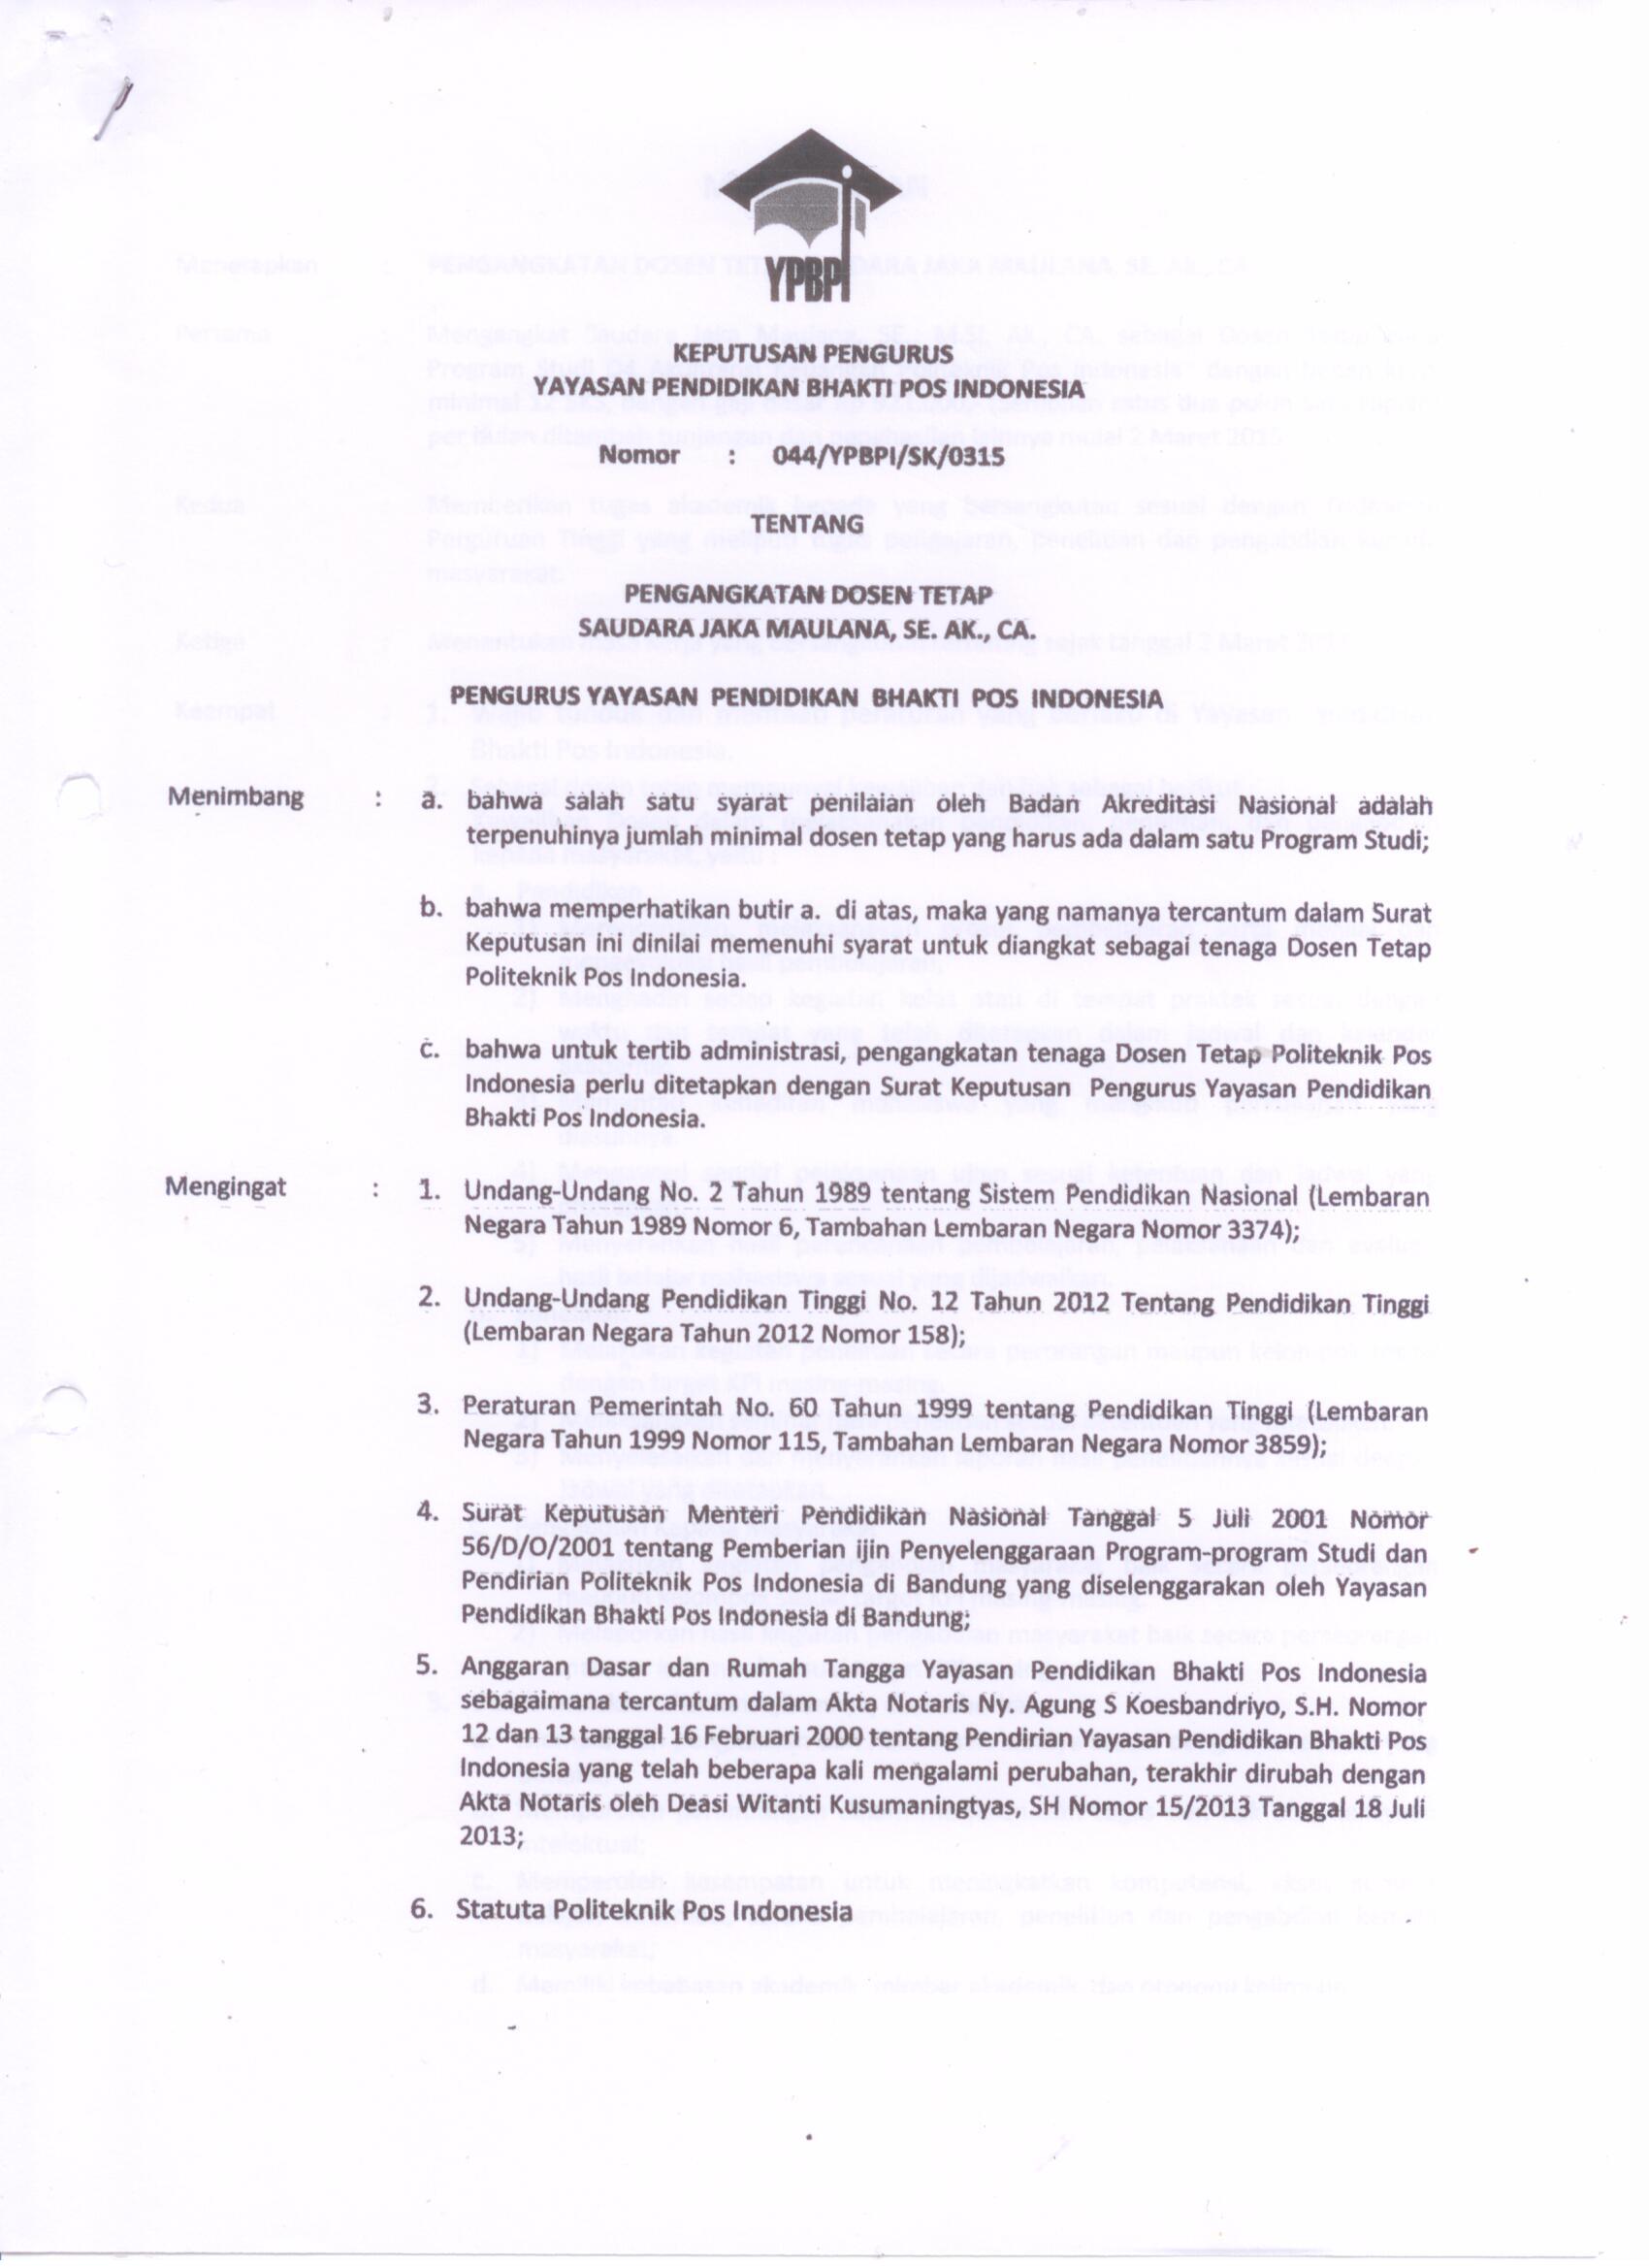 YPBPI
KEPUTUSAN PENGURUS
YAYASAN PENDIDIKAN BHAKTI POS INDONESIA
Nomor : 044/YPBPI/SK/0315
TENTANG
PENGANGKATAN DOSEN TETAP
SAUDARA JAKA MAULANA, SE. AK., CA.
PENGURUS YAYASAN PENDIDIKAN BHAKTI POS INDONESIA
Menimbang : a. bahwa salah satu syarat penilaian oleh Badan Akreditasi Nasional adalah
terpenuhinya jumlah minimal dosen tetap yang harus ada dalam satu Program Studi;
b. bahwa memperhatikan butir a. di atas, maka yang namanya tercantum dalam Surat
Keputusan ini dinilai memenuhi syarat untuk diangkat sebagai tenaga Dosen Tetap
Politeknik Pos Indonesia.
c. bahwa untuk tertib administrasi, pengangkatan tenaga Dosen Tetap Politeknik Pos
Indonesia perlu ditetapkan dengan Surat Keputusan Pengurus Yayasan Pendidikan
Bhakti Pos Indonesia.
Mengingat : 1. Undang-Undang No. 2 Tahun 1989 tentang Sistem Pendidikan Nasional (Lembaran
Negara Tahun 1989 Nomor 6, Tambahan Lembaran Negara Nomor 3374);
2. Undang-Undang Pendidikan Tinggi No. 12 Tahun 2012 Tentang Pendidikan Tinggi
(Lembaran Negara Tahun 2012 Nomor 158);
3. Peraturan Pemerintah No. 60 Tahun 1999 tentang Pendidikan Tinggi (Lembaran
Negara Tahun 1999 Nomor 115, Tambahan Lembaran Negara Nomor 3859);
4. Surat Keputusan Menteri Pendidikan Nasional Tanggal 5 Juli 2001 Nomor
56/D/O/2001 tentang Pemberian ijin Penyelenggaraan Program-program Studi dan
Pendirian Politeknik Pos Indonesia di Bandung yang diselenggarakan oleh Yayasan
Pendidikan Bhakti Pos Indonesia di Bandung;
5. Anggaran Dasar dan Rumah Tangga Yayasan Pendidikan Bhakti Pos Indonesia
sebagaimana tercantum dalam Akta Notaris Ny. Agung S Koesbandriyo, S.H. Nomor
12 dan 13 tanggal 16 Februari 2000 tentang Pendirian Yayasan Pendidikan Bhakti Pos
Indonesia yang telah beberapa kali mengalami perubahan, terakhir dirubah dengan
Akta Notaris oleh Deasi Witanti Kusumaningtyas, SH Nomor 15/2013 Tanggal 18 Juli
2013;
6. Statuta Politeknik Pos Indonesia